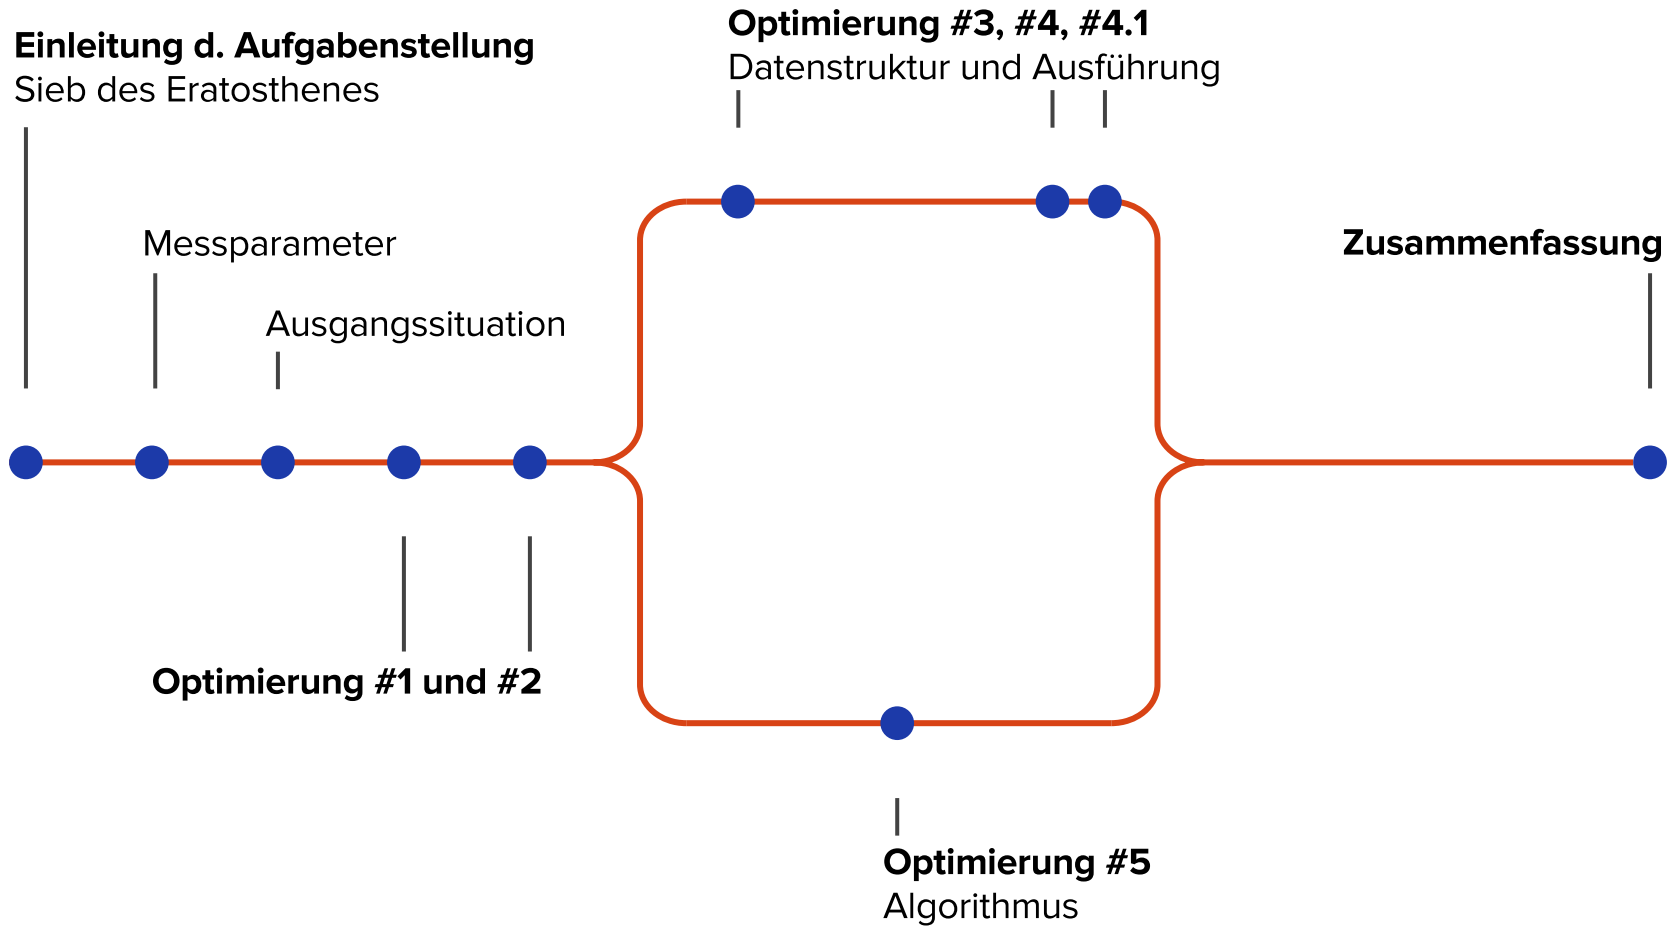 Einleitung d. Aufgabenstellung
Sieb des Eratosthenes
Messparameter
Ausgangssituation
Optimierung #1 und #2
Optimierung #3, #4, #4.1
Datenstruktur und Ausführung
Optimierung #5
Algorithmus
Zusammenfassung